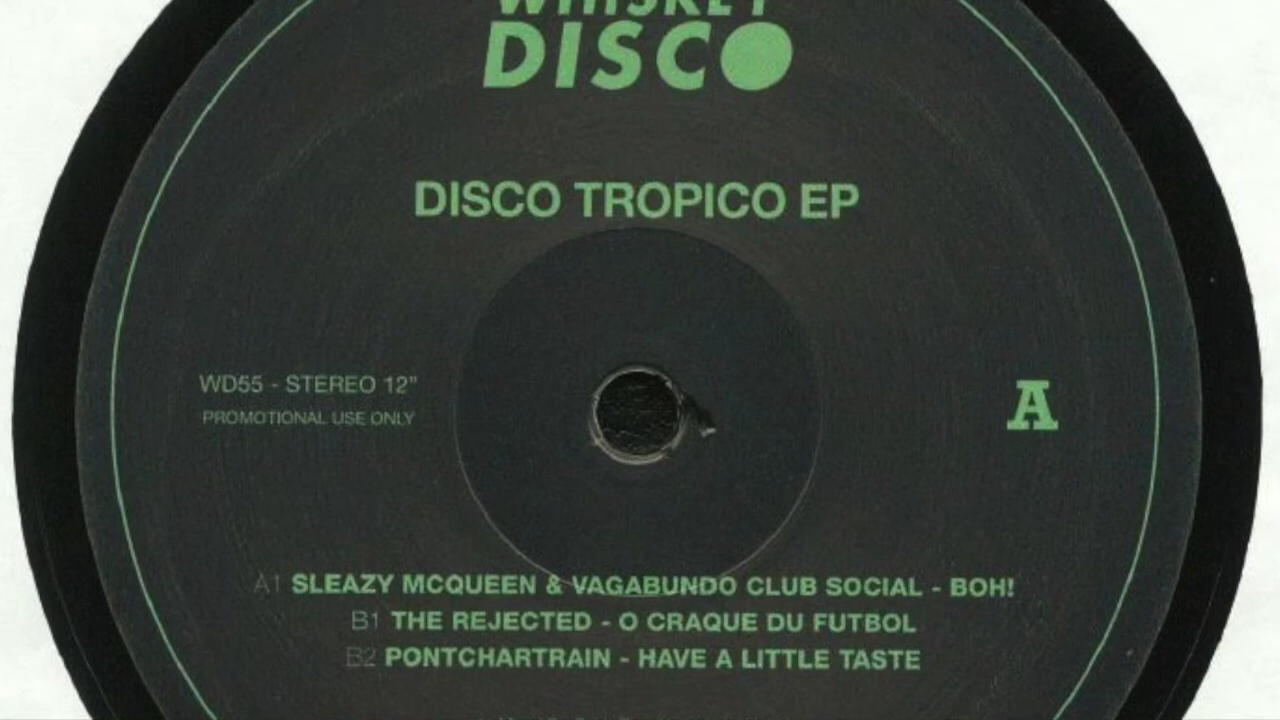 WHISKEY
DISCO
DISCO TROPICO EP
WD55 - STEREO 12"
PROMOTIONAL USE ONLY
A
A1 SLEAZY MCQUEEN & VAGABUNDO CLUB SOCIAL - BOH!
B1 THE REJECTED - O CRAQUE DU FUTBOL
B2 PONTCHARTRAIN - HAVE A LITTLE TASTE